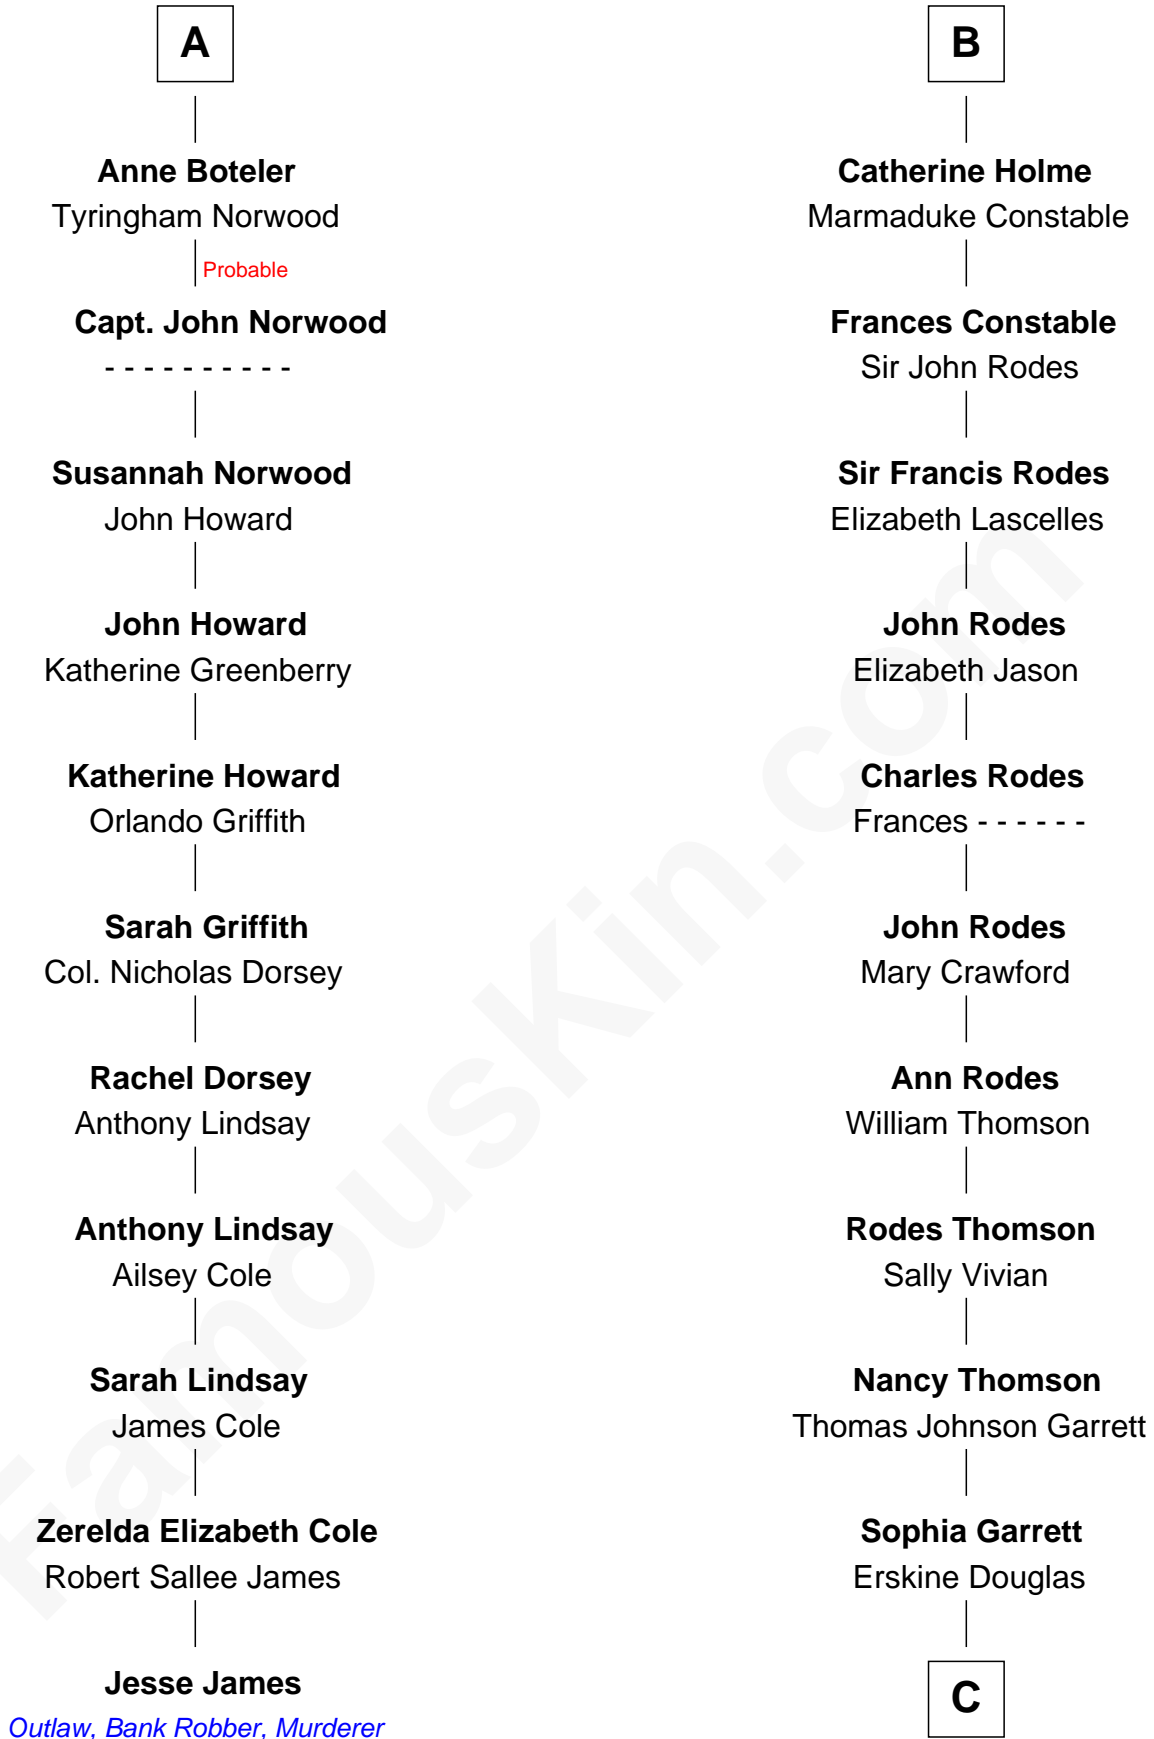 A
Anne Boteler
Tyringham Norwood
Probable
Capt. John Norwood
- - - - - - - - - -
Susannah Norwood
John Howard
John Howard
Katherine Greenberry
Katherine Howard
Orlando Griffith
Sarah Griffith
Col. Nicholas Dorsey
Rachel Dorsey
Anthony Lindsay
Anthony Lindsay
Ailsey Cole
Sarah Lindsay
James Cole
Zerelda Elizabeth Cole
Robert Sallee James
Jesse James
Outlaw, Bank Robber, Murderer
B
Catherine Holme
Marmaduke Constable
Frances Constable
Sir John Rodes
Sir Francis Rodes
Elizabeth Lascelles
John Rodes
Elizabeth Jason
Charles Rodes
Frances - - - - - -
John Rodes
Mary Crawford
Ann Rodes
William Thomson
Rodes Thomson
Sally Vivian
Nancy Thomson
Thomas Johnson Garrett
Sophia Garrett
Erskine Douglas
C
FamousKin.com